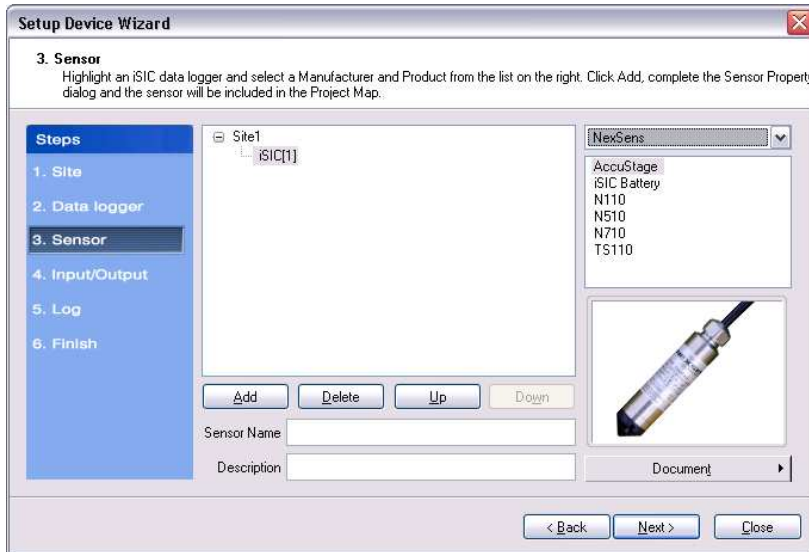 Setup Device Wizard
3. Sensor
Highlight an iSIC data logger and select a Manufacturer and Product from the list on the right. Click Add, complete the Sensor Property
dialog and the sensor will be included in the Project Map.
Steps
1. Site
2. Data logger
3. Sensor
4. Input/Output
5. Log
6. Finish
Site1
iSIC[1]
Add
Delete
Up
Down
Sensor Name
Description
NexSens
AccuStage
iSIC Battery
N110
N510
N710
TS110
Document
< Back
Next >
Close